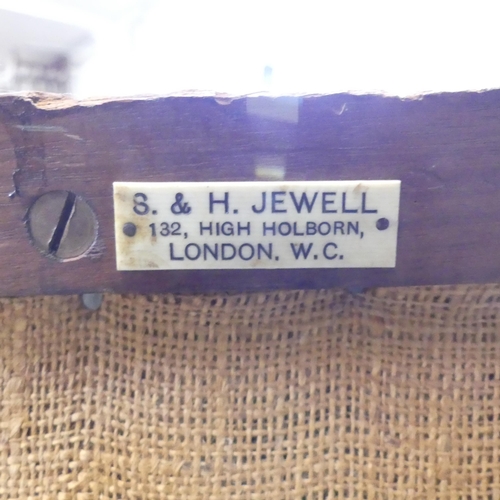 S. & H. JEWELL
132, HIGH HOLBORN,
LONDON. W.C.